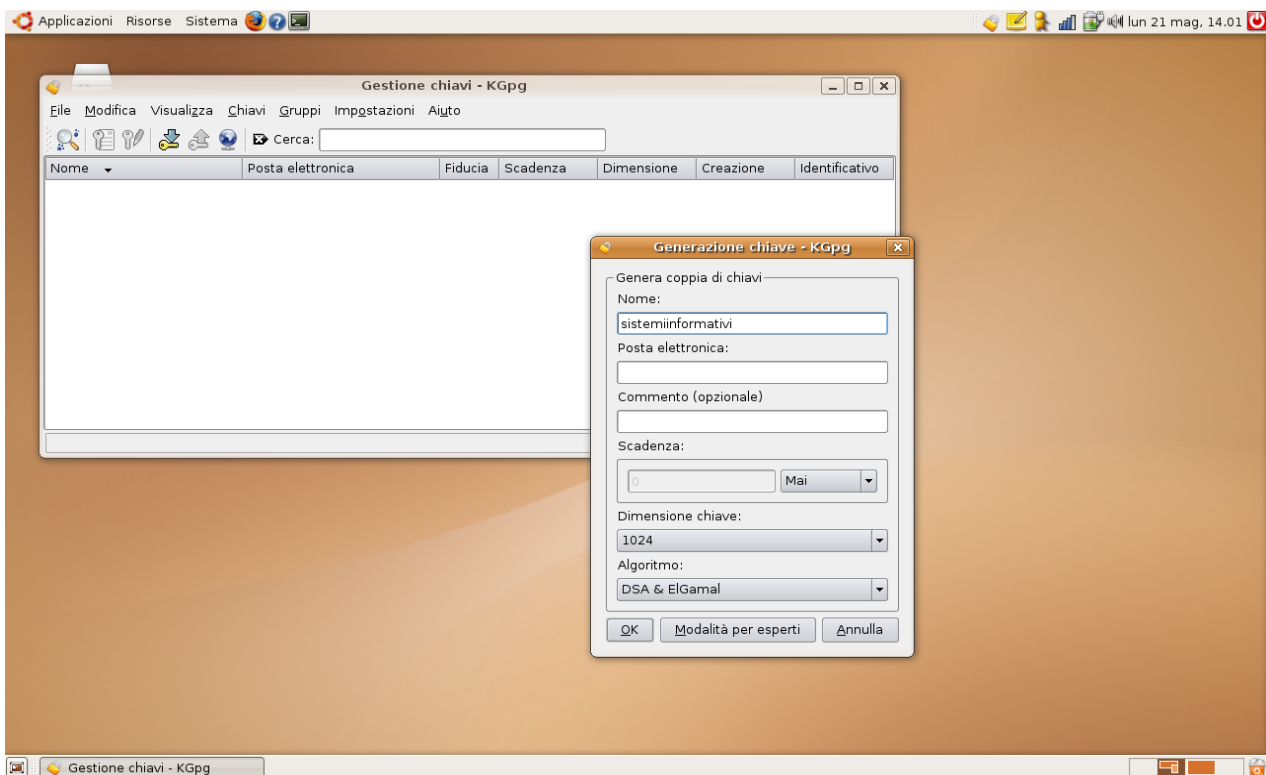 Applicazioni Risorse Sistema
lun 21 mag, 14.01
Gestione chiavi - KGpg
File Modifica Visualizza Chiavi Gruppi Impostazioni Aiuto
Cerca:
Nome Posta elettronica Fiducia Scadenza Dimensione Creazione Identificativo
Generazione chiave - KGpg
Genera coppia di chiavi
Nome:
sistemiinformativi
Posta elettronica:
Commento (opzionale)
Scadenza:
0 Mai
Dimensione chiave:
1024
Algoritmo:
DSA & ElGamal
OK Modalità per esperti Annulla
Gestione chiavi - KGpg